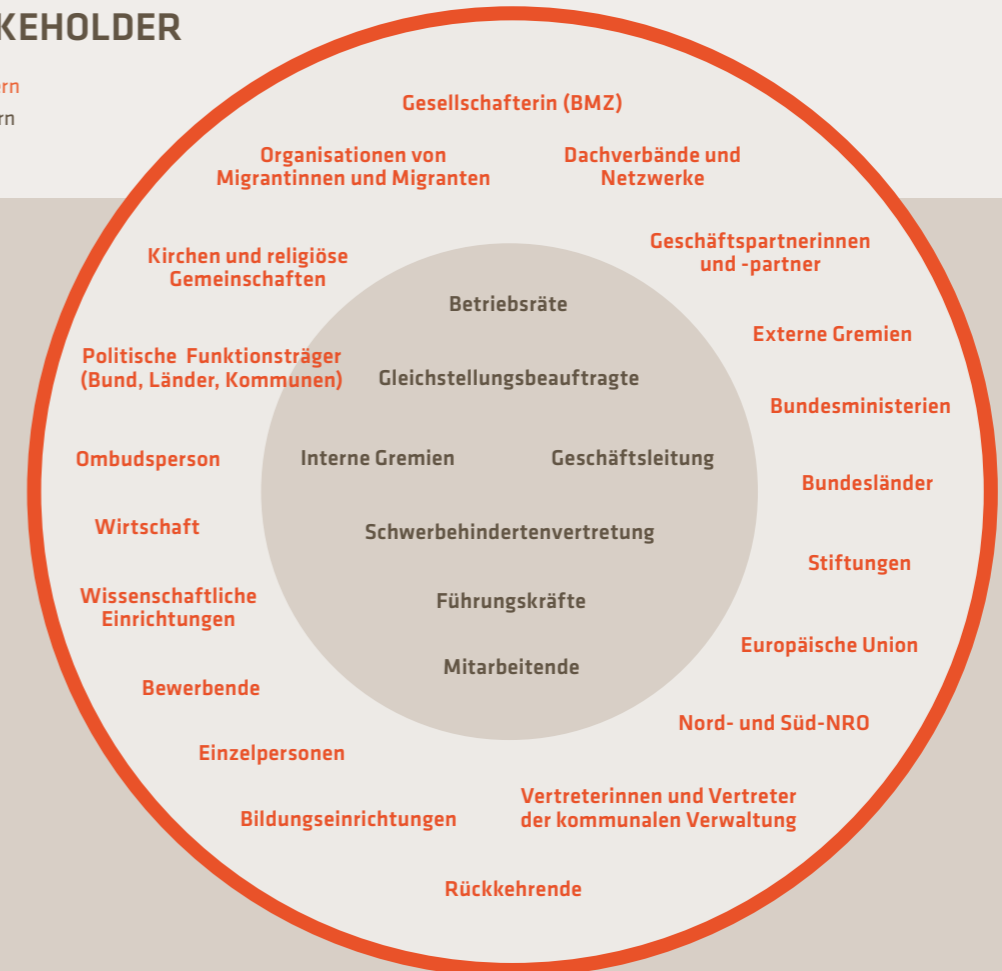 KEHOLDER
ern
rn
Gesellschafterin (BMZ)
Organisationen von
Migrantinnen und Migranten
Dachverbände und
Netzwerke
Kirchen und religiöse
Gemeinschaften
Geschäftspartnerinnen
und -partner
Betriebsräte
Externe Gremien
Politische Funktionsträger
(Bund, Länder, Kommunen)
Gleichstellungsbeauftragte
Bundesministerien
Ombudsperson
Interne Gremien
Geschäftsleitung
Bundesländer
Wirtschaft
Schwerbehindertenvertretung
Stiftungen
Wissenschaftliche
Einrichtungen
Führungskräfte
Europäische Union
Mitarbeitende
Bewerbende
Nord- und Süd-NRO
Einzelpersonen
Vertreterinnen und Vertreter
der kommunalen Verwaltung
Bildungseinrichtungen
Rückkehrende